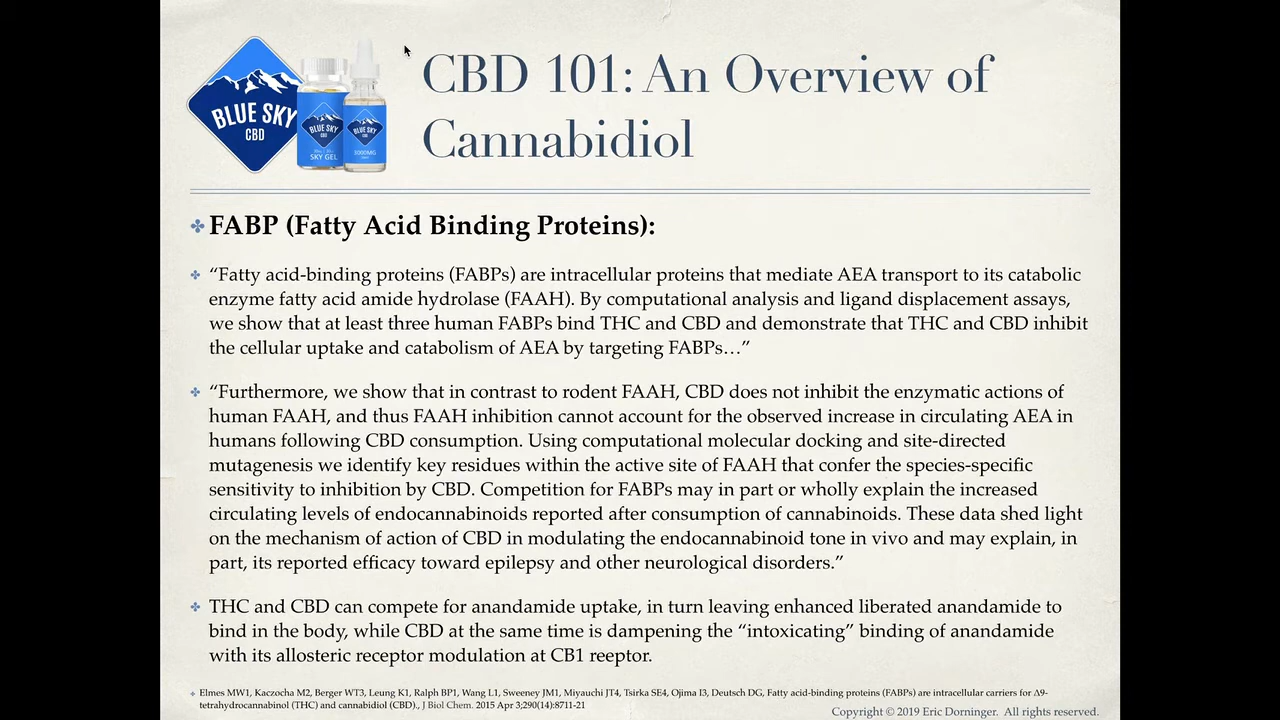 CBD 101: An Overview of
Cannabidiol
BLUE SKY
CBD
BLUE SKY
CBD
SKY GEL
BLUE SKY
CBD
FABP (Fatty Acid Binding Proteins):
“Fatty acid-binding proteins (FABPs) are intracellular proteins that mediate AEA transport to its catabolic
enzyme fatty acid amide hydrolase (FAAH). By computational analysis and ligand displacement assays,
we show that at least three human FABPs bind THC and CBD and demonstrate that THC and CBD inhibit
the cellular uptake and catabolism of AEA by targeting FABPs…”
“Furthermore, we show that in contrast to rodent FAAH, CBD does not inhibit the enzymatic actions of
human FAAH, and thus FAAH inhibition cannot account for the observed increase in circulating AEA in
humans following CBD consumption. Using computational molecular docking and site-directed
mutagenesis we identify key residues within the active site of FAAH that confer the species-specific
sensitivity to inhibition by CBD. Competition for FABPs may in part or wholly explain the increased
circulating levels of endocannabinoids reported after consumption of cannabinoids. These data shed light
on the mechanism of action of CBD in modulating the endocannabinoid tone in vivo and may explain, in
part, its reported efficacy toward epilepsy and other neurological disorders.”
THC and CBD can compete for anandamide uptake, in turn leaving enhanced liberated anandamide to
bind in the body, while CBD at the same time is dampening the “intoxicating” binding of anandamide
with its allosteric receptor modulation at CB1 reeptor.
Elmes MW1, Kaczocha M2, Berger WT3, Leung K1, Ralph BP1, Wang L1, Sweeney JM1, Miyauchi JT4, Tsirka SE4, Ojima I3, Deutsch DG, Fatty acid-binding proteins (FABPs) are intracellular carriers for Δ9-
tetrahydrocannabinol (THC) and cannabidiol (CBD)., J Biol Chem. 2015 Apr 3;290(14):8711-21
Copyright © 2019 Eric Dorninger. All rights reserved.